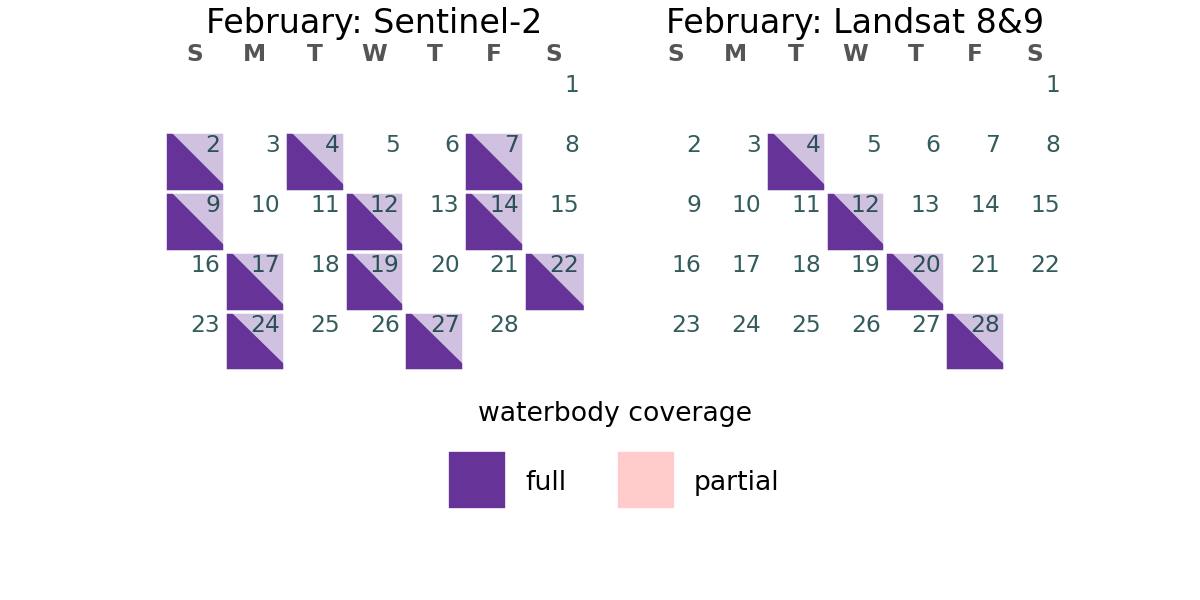 February: Sentinel-2
S M T W T F S
1
2 3 4 5 6 7 8
9 10 11 12 13 14 15
16 17 18 19 20 21 22
23 24 25 26 27 28
February: Landsat 8&9
S M T W T F S
1
2 3 4 5 6 7 8
9 10 11 12 13 14 15
16 17 18 19 20 21 22
23 24 25 26 27 28
waterbody coverage
full partial